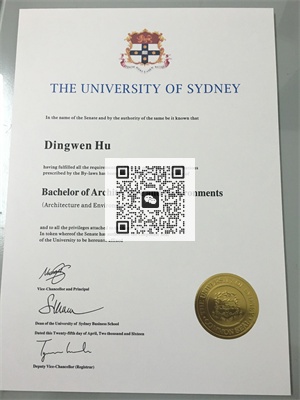 THE UNIVERSITY OF SYDNEY
In the name of the Senate and by the authority of the same be it known that
Dingwen Hu
having fulfilled all the
prescribed by the By-laws
Bachelor of
(Architecture and
and to all the privileges
In token whereof the Senate
of the University to be hereunto
Vice-Chancellor and Principal
Dean of the University of Sydney Business School
Dated this Twenty-fifth day of April, Two thousand and Sixteen
Deputy Vice-Chancellor (Registrar)